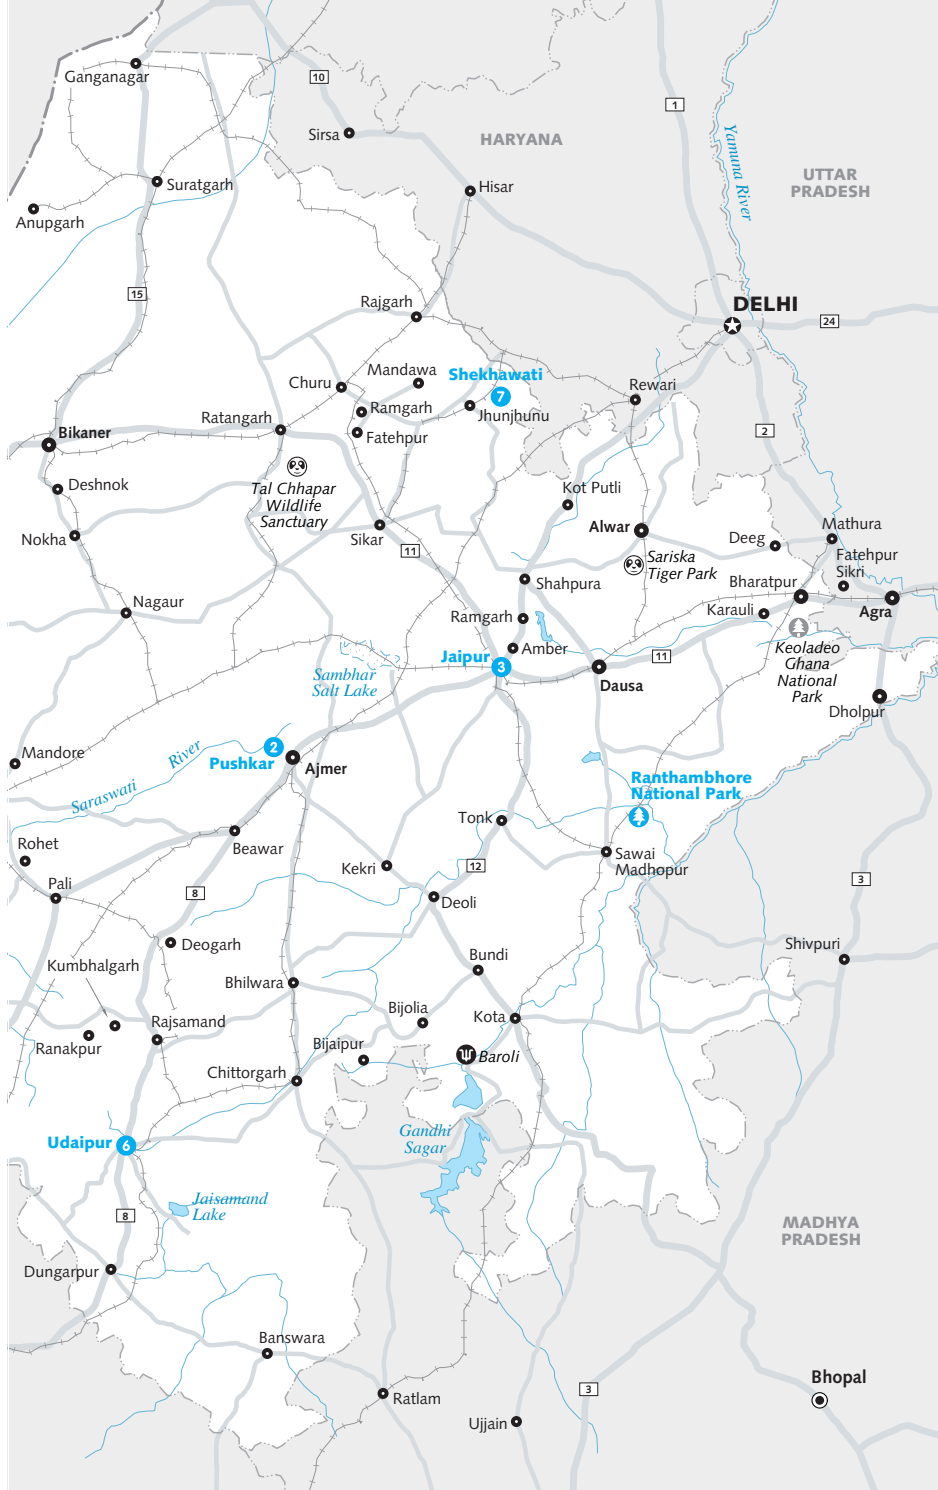 Ganganagar
10
1
Sirsa
HARYANA
Yamuna River
UTTAR
PRADESH
Suratgarh
Hisar
Anupgarh
15
Rajgarh
DELHI
24
Mandawa
Shekhawati
7
Churu
Rewari
Ramgarh
Jhunjhunu
Ratangarh
Fatehpur
Bikaner
2
Deshnok
Tal Chhapar
Wildlife
Sanctuary
Kot Putli
Alwar
Nokha
Sikar
11
Deeg
Mathura
Sariska
Tiger Park
Fatehpur
Sikri
Shahpura
Bharatpur
Nagaur
Ramgarh
Karauli
Agra
Amber
Jaipur
3
11
Keoladeo
Ghana
National
Park
Sambhar
Salt Lake
Dausa
Dholpur
Mandore
2
Pushkar
Ajmer
Saraswati River
Ranthambhore
National Park
Tonk
Rohet
Beawar
Kekri
12
Sawai
Madhopur
Pali
8
Deoli
3
Deogarh
Shivpuri
Kumbhalgarh
Bundi
Bhilwara
Bijolia
Kota
Rajsamand
Ranakpur
Bijaipur
Baroli
Chittorgarh
Udaipur
6
Gandhi
Sagar
Jaisamand
Lake
8
MADHYA
PRADESH
Dungarpur
Banswara
Bhopal
3
Ratlam
Ujjain